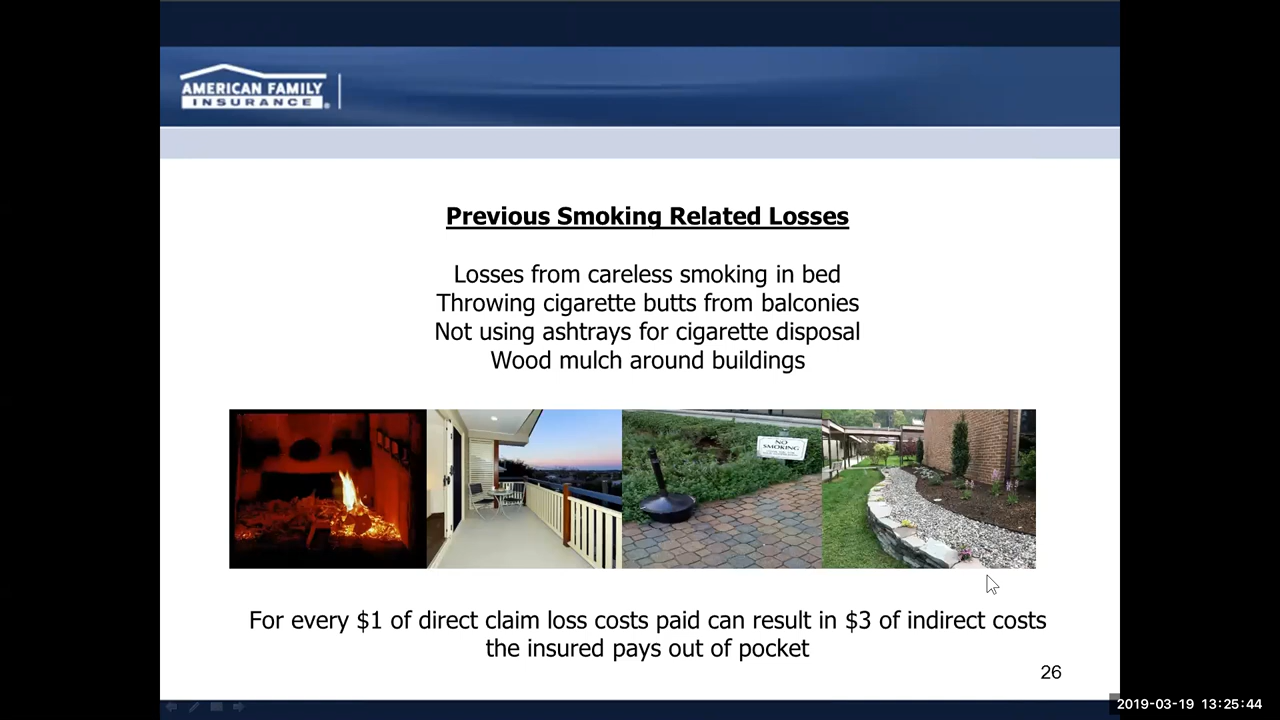 AMERICAN FAMILY
INSURANCE®
Previous Smoking Related Losses
Losses from careless smoking in bed
Throwing cigarette butts from balconies
Not using ashtrays for cigarette disposal
Wood mulch around buildings
NO
SMOKING
For every $1 of direct claim loss costs paid can result in $3 of indirect costs
the insured pays out of pocket
26
2019-03-19 13:25:44